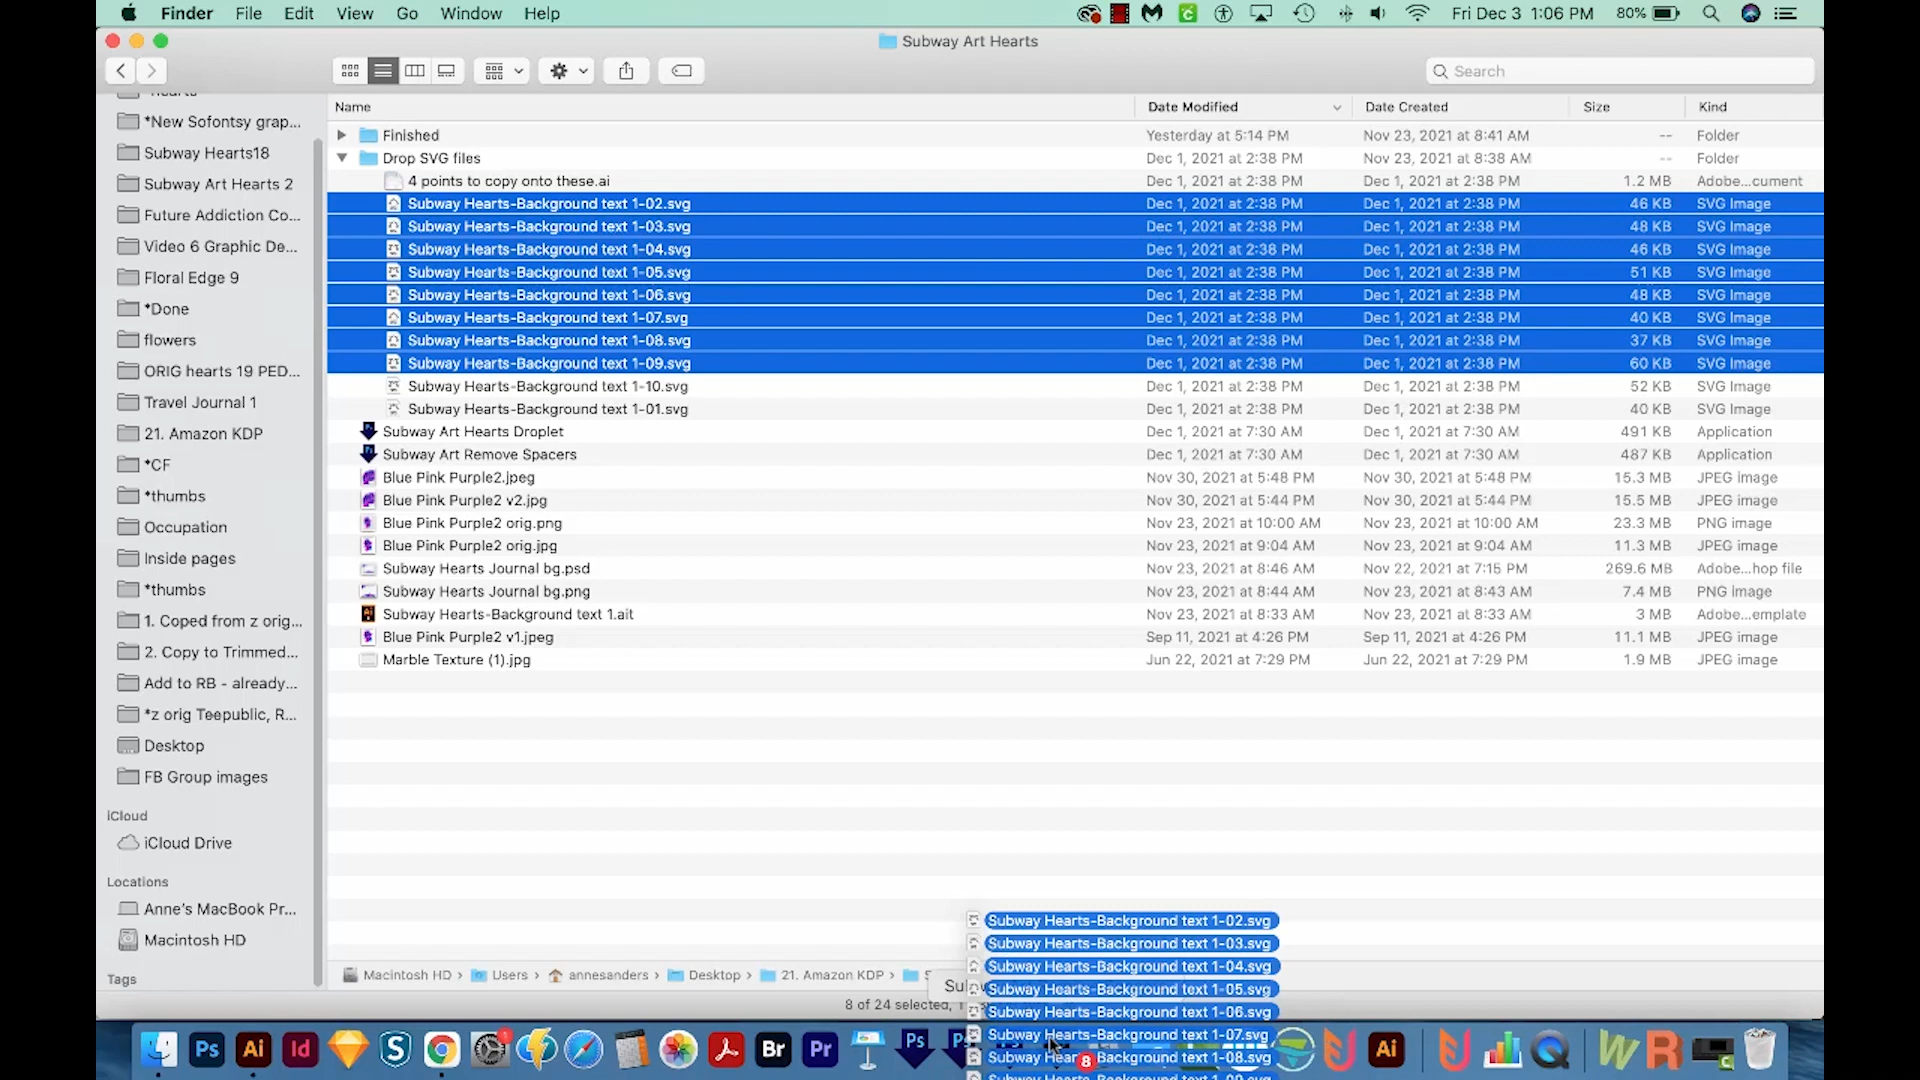 Finder File Edit View Go Window Help
Fri Dec 3 1:06 PM 80%
Subway Art Hearts
Search
Name Date Modified Date Created Size Kind
Finished Yesterday at 5:14 PM Nov 23, 2021 at 8:41 AM -- Folder
Drop SVG files Dec 1, 2021 at 2:38 PM Nov 23, 2021 at 8:38 AM -- Folder
4 points to copy onto these.ai Dec 1, 2021 at 2:38 PM Dec 1, 2021 at 2:38 PM 1.2 MB Adobe...cument
Subway Hearts-Background text 1-02.svg Dec 1, 2021 at 2:38 PM Dec 1, 2021 at 2:38 PM 46 KB SVG Image
Subway Hearts-Background text 1-03.svg Dec 1, 2021 at 2:38 PM Dec 1, 2021 at 2:38 PM 48 KB SVG Image
Subway Hearts-Background text 1-04.svg Dec 1, 2021 at 2:38 PM Dec 1, 2021 at 2:38 PM 46 KB SVG Image
Subway Hearts-Background text 1-05.svg Dec 1, 2021 at 2:38 PM Dec 1, 2021 at 2:38 PM 51 KB SVG Image
Subway Hearts-Background text 1-06.svg Dec 1, 2021 at 2:38 PM Dec 1, 2021 at 2:38 PM 48 KB SVG Image
Subway Hearts-Background text 1-07.svg Dec 1, 2021 at 2:38 PM Dec 1, 2021 at 2:38 PM 40 KB SVG Image
Subway Hearts-Background text 1-08.svg Dec 1, 2021 at 2:38 PM Dec 1, 2021 at 2:38 PM 37 KB SVG Image
Subway Hearts-Background text 1-09.svg Dec 1, 2021 at 2:38 PM Dec 1, 2021 at 2:38 PM 60 KB SVG Image
Subway Hearts-Background text 1-10.svg Dec 1, 2021 at 2:38 PM Dec 1, 2021 at 2:38 PM 52 KB SVG Image
Subway Hearts-Background text 1-01.svg Dec 1, 2021 at 2:38 PM Dec 1, 2021 at 2:38 PM 40 KB SVG Image
Subway Art Hearts Droplet Dec 1, 2021 at 7:30 AM Dec 1, 2021 at 7:30 AM 491 KB Application
Subway Art Remove Spacers Dec 1, 2021 at 7:30 AM Dec 1, 2021 at 7:30 AM 487 KB Application
Blue Pink Purple2.jpeg Nov 30, 2021 at 5:48 PM Nov 30, 2021 at 5:48 PM 15.3 MB JPEG image
Blue Pink Purple2 v2.jpg Nov 30, 2021 at 5:44 PM Nov 30, 2021 at 5:44 PM 15.5 MB JPEG image
Blue Pink Purple2 orig.png Nov 23, 2021 at 10:00 AM Nov 23, 2021 at 10:00 AM 23.3 MB PNG image
Blue Pink Purple2 orig.jpg Nov 23, 2021 at 9:04 AM Nov 23, 2021 at 9:04 AM 11.3 MB JPEG image
Subway Hearts Journal bg.psd Nov 23, 2021 at 8:46 AM Nov 22, 2021 at 7:15 PM 269.6 MB Adobe...hop file
Subway Hearts Journal bg.png Nov 23, 2021 at 8:44 AM Nov 23, 2021 at 8:43 AM 7.4 MB PNG image
Subway Hearts-Background text 1.ait Nov 23, 2021 at 8:33 AM Nov 23, 2021 at 8:33 AM 3 MB Adobe...emplate
Blue Pink Purple2 v1.jpeg Sep 11, 2021 at 4:26 PM Sep 11, 2021 at 4:26 PM 11.1 MB JPEG image
Marble Texture (1).jpg Jun 22, 2021 at 7:29 PM Jun 22, 2021 at 7:29 PM 1.9 MB JPEG image
*New Sofontsy grap...
Subway Hearts18
Subway Art Hearts 2
Future Addiction Co...
Video 6 Graphic De...
Floral Edge 9
*Done
flowers
ORIG hearts 19 PED...
Travel Journal 1
21. Amazon KDP
*CF
*thumbs
Occupation
Inside pages
*thumbs
1. Coped from z orig...
2. Copy to Trimmed...
Add to RB - already...
*z orig Teepublic, R...
Desktop
FB Group images
iCloud
iCloud Drive
Locations
Anne's MacBook Pr...
Macintosh HD
Tags
Subway Hearts-Background text 1-02.svg
Subway Hearts-Background text 1-03.svg
Subway Hearts-Background text 1-04.svg
Subway Hearts-Background text 1-05.svg
Subway Hearts-Background text 1-06.svg
Subway Hearts-Background text 1-07.svg
Subway Hearts-Background text 1-08.svg
Macintosh HD › Users › annesanders › Desktop › 21. Amazon KDP ›
8 of 24 selected,
8
Ps Ai Id Br Pr Ps Ai